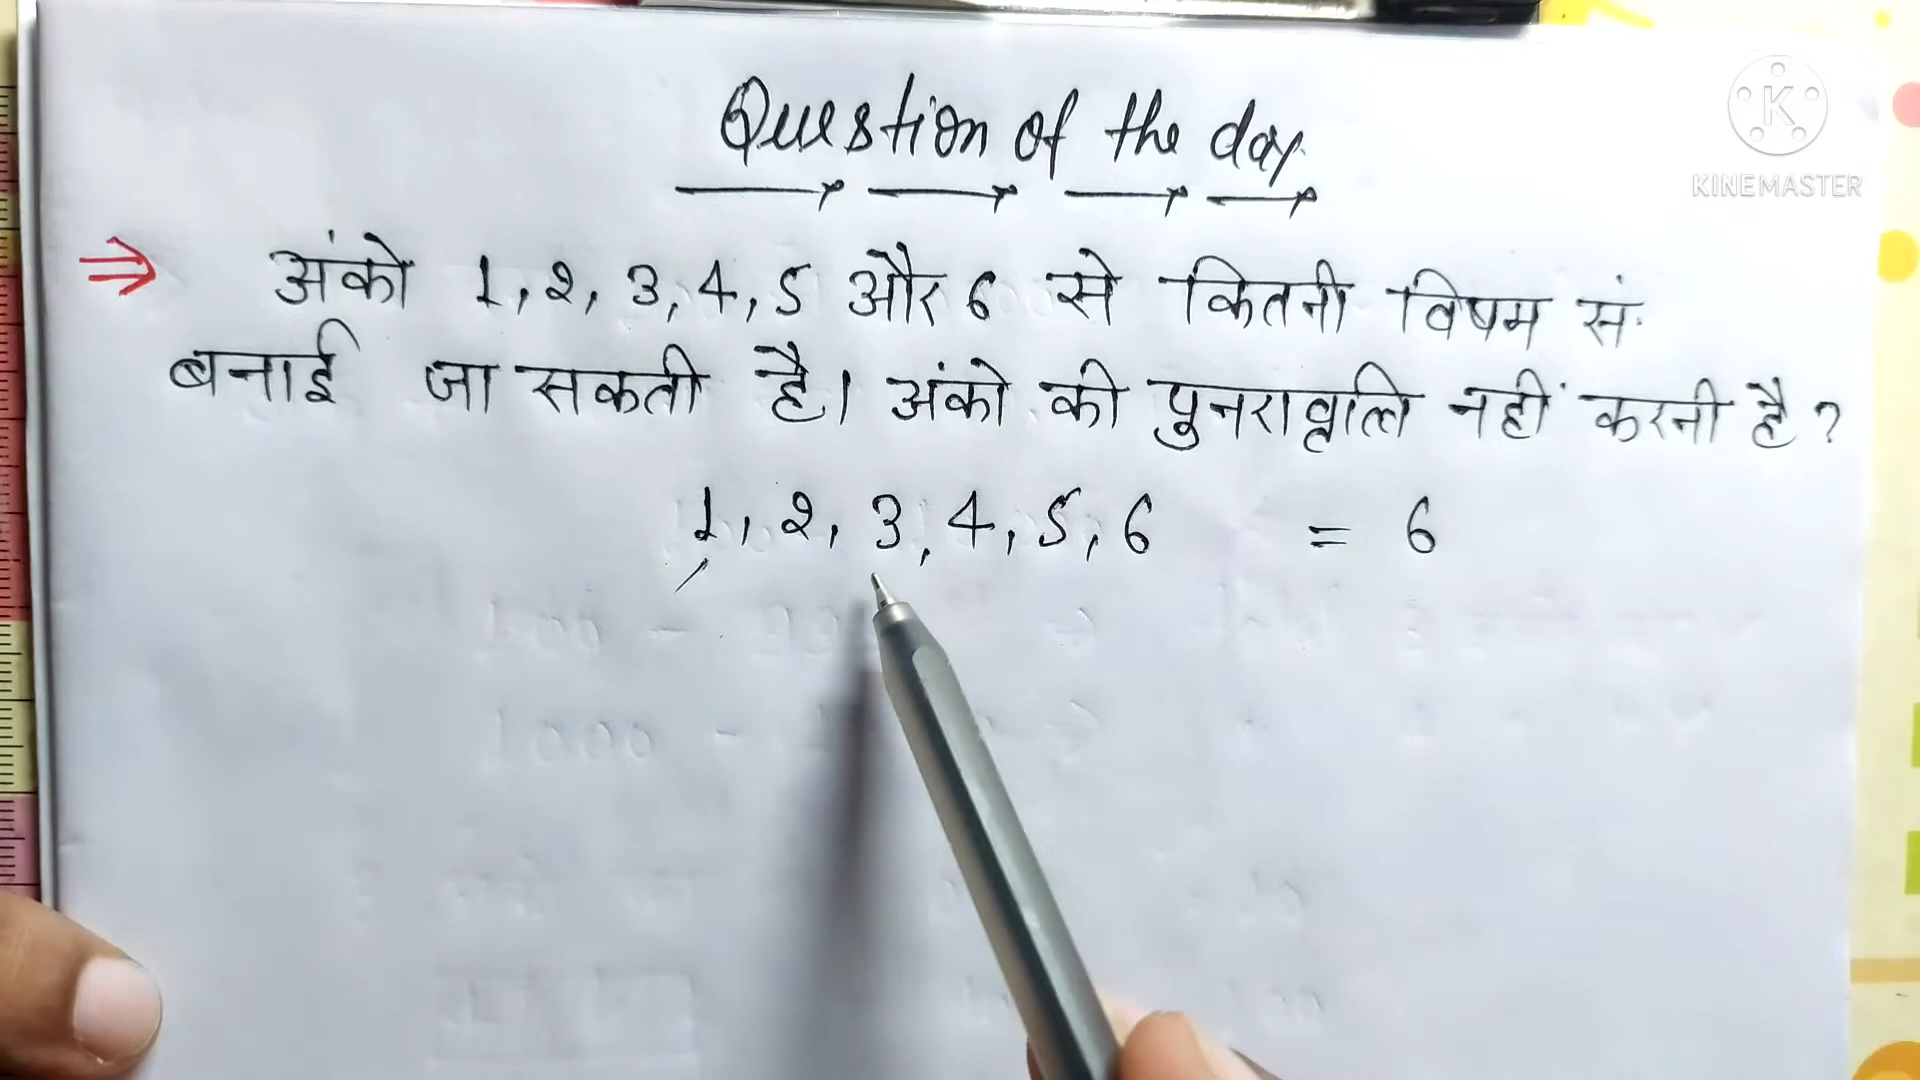 Question of the day
KINEMASTER
⇒ अंको 1, 2, 3, 4, 5 और 6 से कितनी विषम सं.
बनाई जा सकती है। अंको की पुनरावृत्ति नहीं करनी है ?
1, 2, 3, 4, 5, 6 = 6